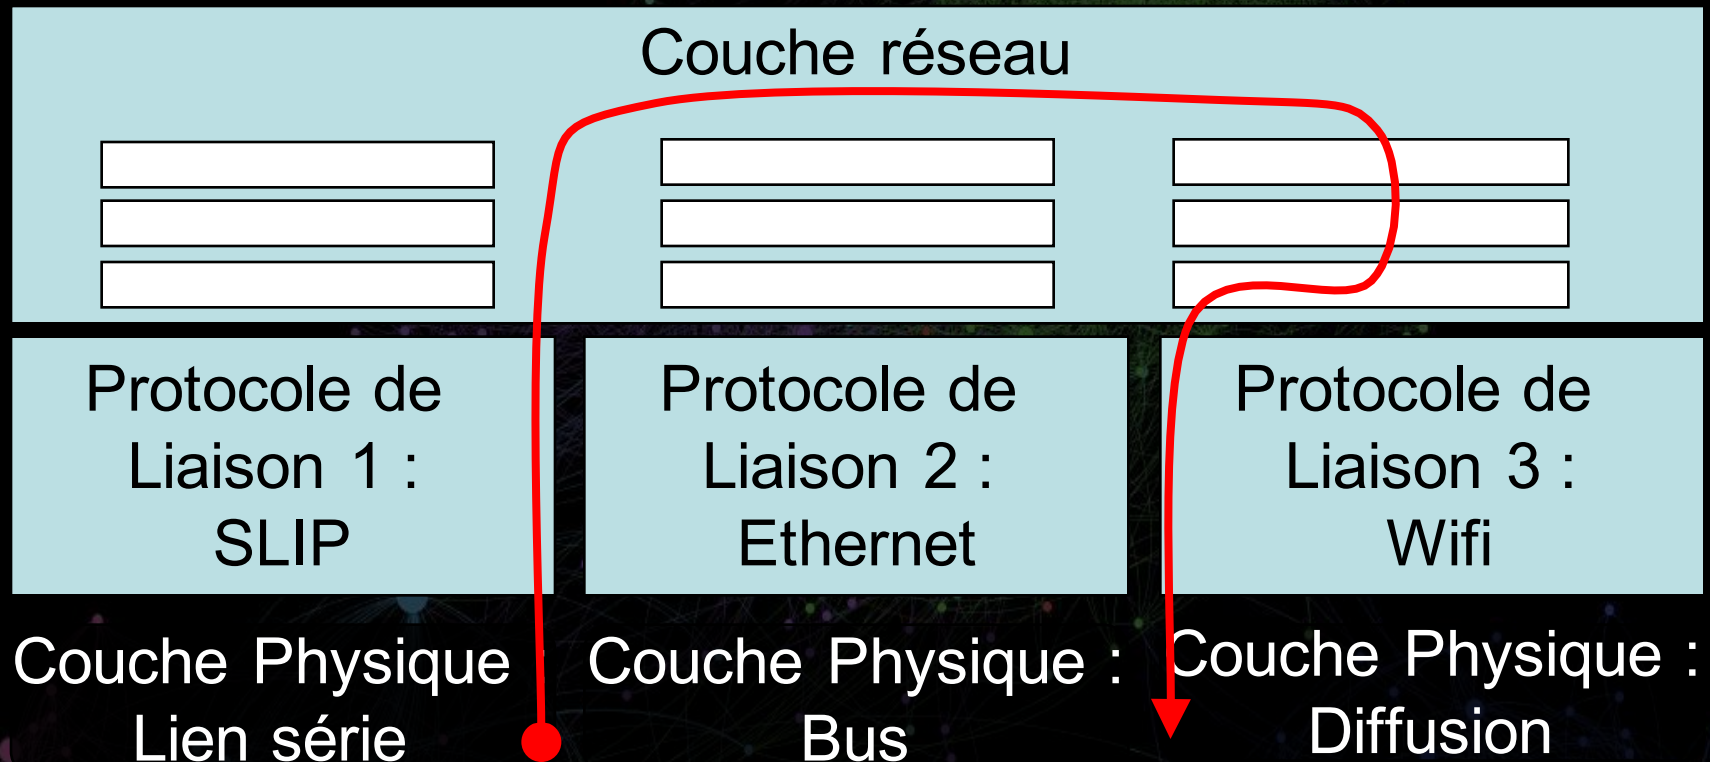 Couche réseau
Protocole de
Liaison 1 :
SLIP
Protocole de
Liaison 2 :
Ethernet
Protocole de
Liaison 3 :
Wifi
Couche Physique :
Lien série
Couche Physique :
Bus
Couche Physique :
Diffusion